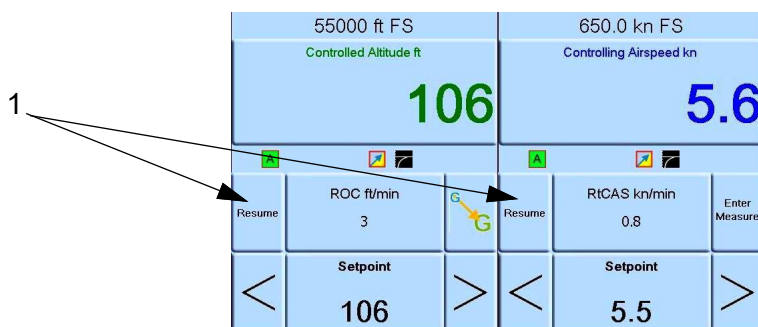 55000 ft FS
650.0 kn FS
Controlled Altitude ft
Controlling Airspeed kn
106
5.6
1
A
A
Resume
ROC ft/min
3
G
G
Resume
RtCAS kn/min
0.8
Enter
Measure
<
Setpoint
106
>
<
Setpoint
5.5
>